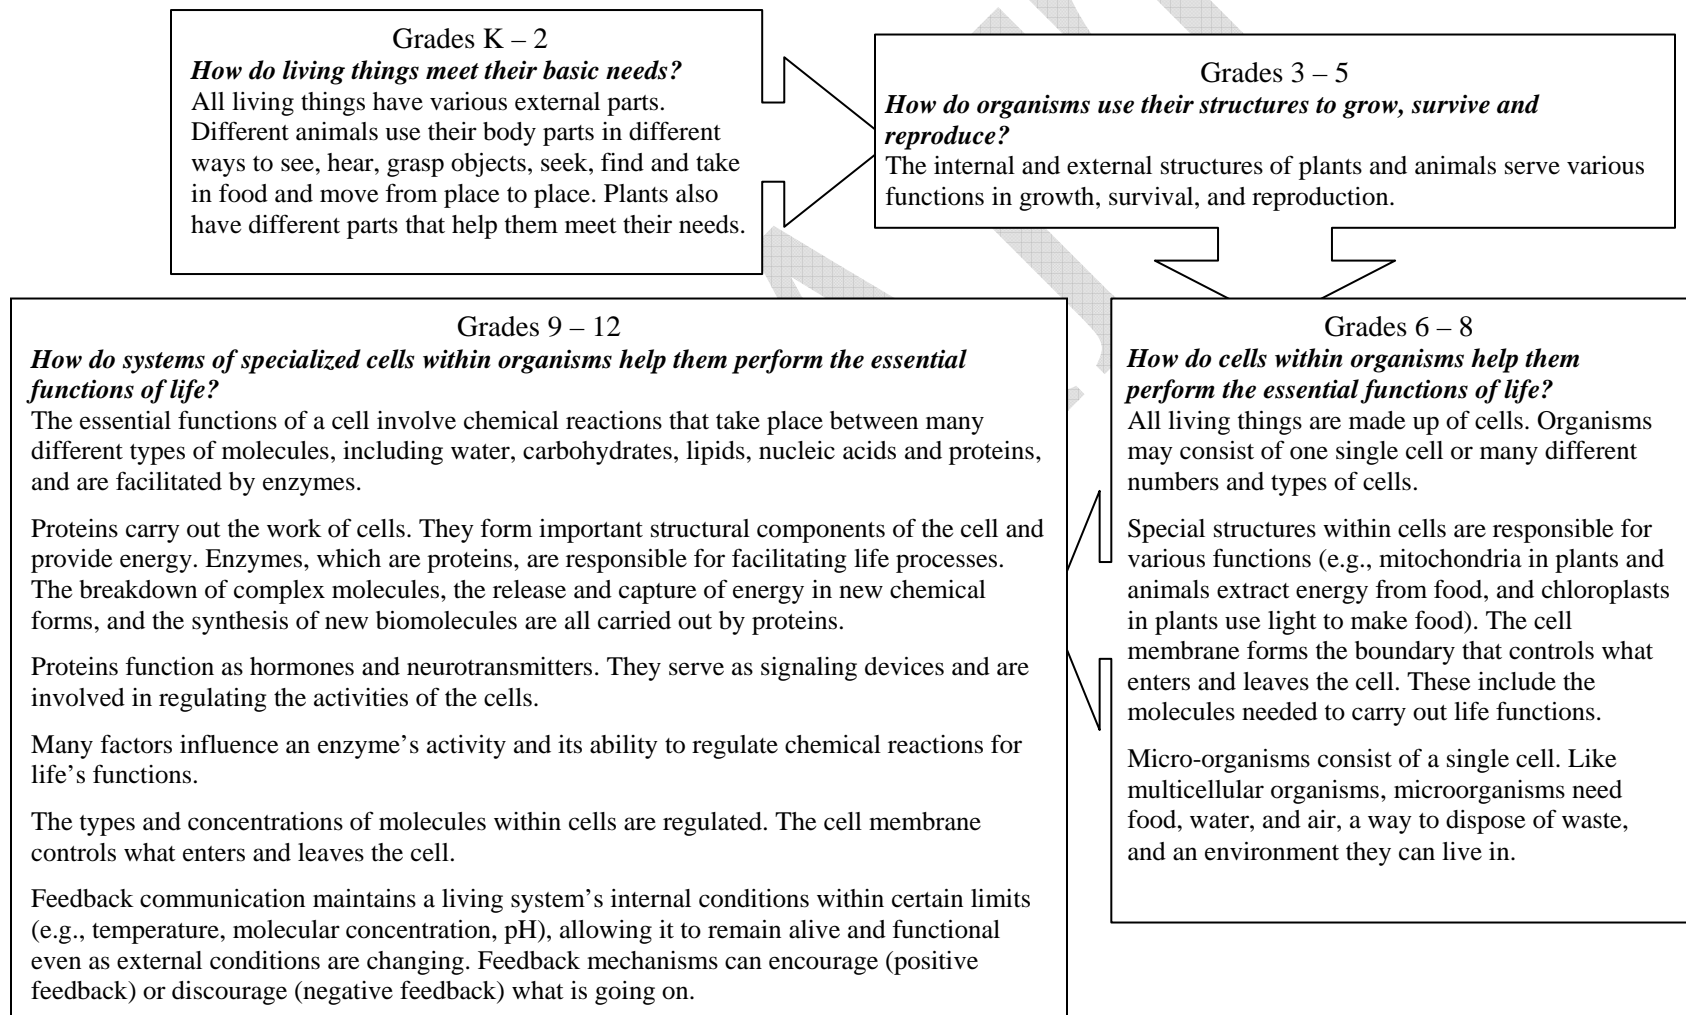 Grades K – 2
How do living things meet their basic needs?
All living things have various external parts.
Different animals use their body parts in different
ways to see, hear, grasp objects, seek, find and take
in food and move from place to place. Plants also
have different parts that help them meet their needs.
Grades 3 – 5
How do organisms use their structures to grow, survive and
reproduce?
The internal and external structures of plants and animals serve various
functions in growth, survival, and reproduction.
Grades 6 – 8
How do cells within organisms help them
perform the essential functions of life?
All living things are made up of cells. Organisms
may consist of one single cell or many different
numbers and types of cells.
Special structures within cells are responsible for
various functions (e.g., mitochondria in plants and
animals extract energy from food, and chloroplasts
in plants use light to make food). The cell
membrane forms the boundary that controls what
enters and leaves the cell. These include the
molecules needed to carry out life functions.
Micro-organisms consist of a single cell. Like
multicellular organisms, microorganisms need
food, water, and air, a way to dispose of waste,
and an environment they can live in.
Grades 9 – 12
How do systems of specialized cells within organisms help them perform the essential
functions of life?
The essential functions of a cell involve chemical reactions that take place between many
different types of molecules, including water, carbohydrates, lipids, nucleic acids and proteins,
and are facilitated by enzymes.
Proteins carry out the work of cells. They form important structural components of the cell and
provide energy. Enzymes, which are proteins, are responsible for facilitating life processes.
The breakdown of complex molecules, the release and capture of energy in new chemical
forms, and the synthesis of new biomolecules are all carried out by proteins.
Proteins function as hormones and neurotransmitters. They serve as signaling devices and are
involved in regulating the activities of the cells.
Many factors influence an enzyme’s activity and its ability to regulate chemical reactions for
life’s functions.
The types and concentrations of molecules within cells are regulated. The cell membrane
controls what enters and leaves the cell.
Feedback communication maintains a living system’s internal conditions within certain limits
(e.g., temperature, molecular concentration, pH), allowing it to remain alive and functional
even as external conditions are changing. Feedback mechanisms can encourage (positive
feedback) or discourage (negative feedback) what is going on.